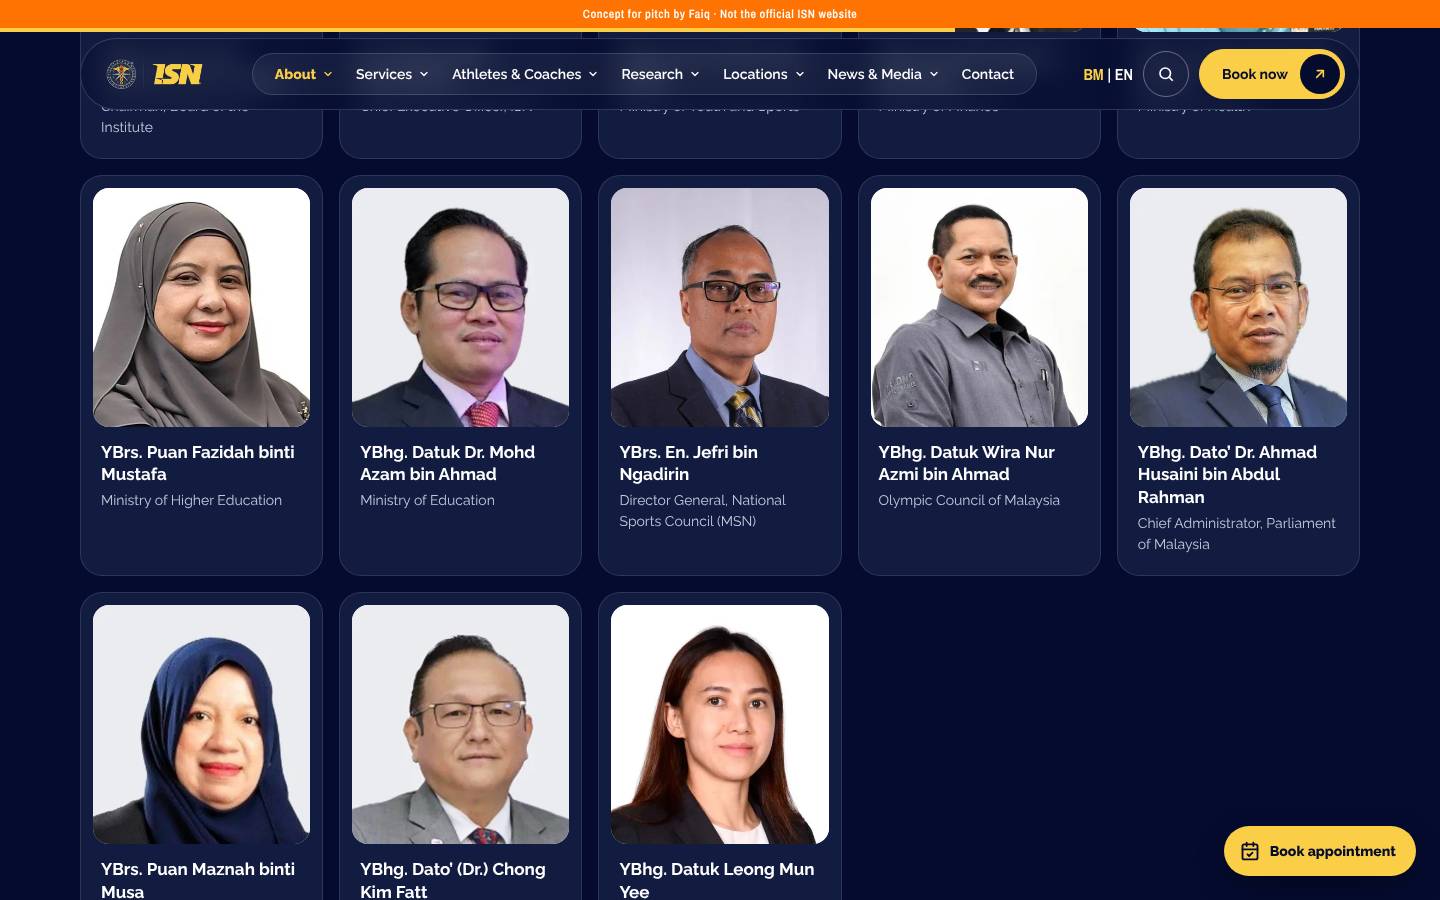 Concept for pitch by Faiq · Not the official ISN website
ISN
About
Services
Athletes & Coaches
Research
Locations
News & Media
Contact
BM | EN
Book now
Institute
YBrs. Puan Fazidah binti
Mustafa
Ministry of Higher Education
YBhg. Datuk Dr. Mohd
Azam bin Ahmad
Ministry of Education
YBrs. En. Jefri bin
Ngadirin
Director General, National
Sports Council (MSN)
YBhg. Datuk Wira Nur
Azmi bin Ahmad
Olympic Council of Malaysia
YBhg. Dato’ Dr. Ahmad
Husaini bin Abdul
Rahman
Chief Administrator, Parliament
of Malaysia
YBrs. Puan Maznah binti
Musa
YBhg. Dato’ (Dr.) Chong
Kim Fatt
YBhg. Datuk Leong Mun
Yee
Book appointment